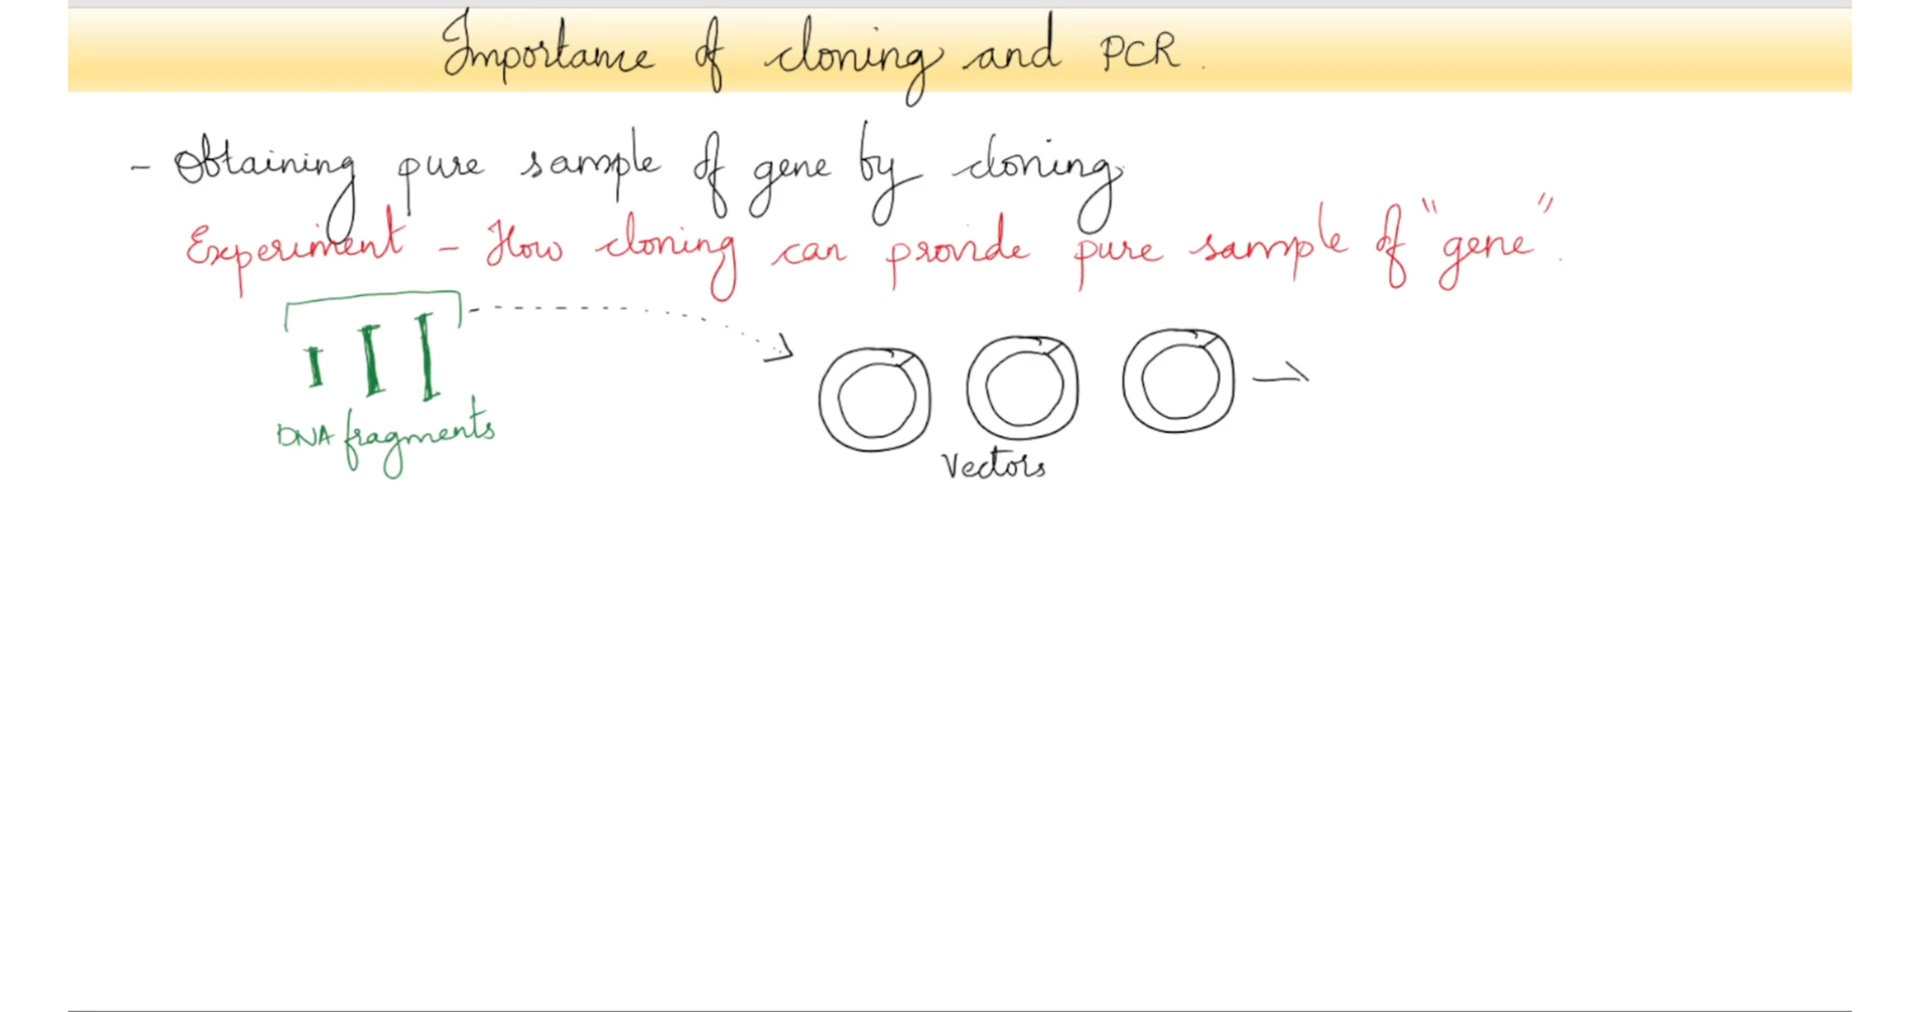 Importance of cloning and PCR.
- Obtaining pure sample of gene by cloning
Experiment - How cloning can provide pure sample of "gene".
DNA fragments
Vectors